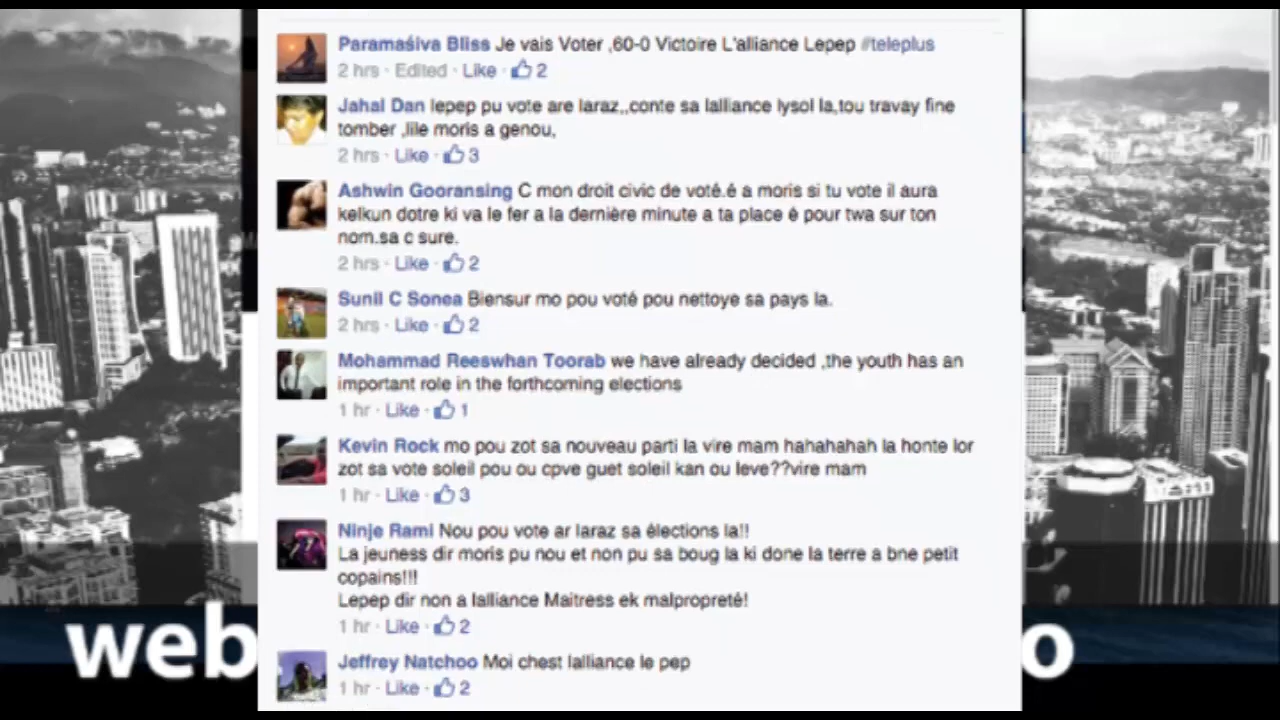 Paramaśiva Bliss Je vais Voter ,60-0 Victoire L'alliance Lepep #teleplus
2 hrs · Edited · Like · 2
Jahal Dan lepep pu vote are laraz,,conte sa lalliance lysol la,tou travay fine
tomber ,lile moris a genou,
2 hrs · Like · 3
Ashwin Gooransing C mon droit civic de voté.é a moris si tu vote il aura
kelkun dotre ki va le fer a la dernière minute a ta place é pour twa sur ton
nom.sa c sure.
2 hrs · Like · 2
Sunil C Sonea Biensur mo pou voté pou nettoye sa pays la.
2 hrs · Like · 2
Mohammad Reeswhan Toorab we have already decided ,the youth has an
important role in the forthcoming elections
1 hr · Like · 1
Kevin Rock mo pou zot sa nouveau parti la vire mam hahahahah la honte lor
zot sa vote soleil pou ou cpve guet soleil kan ou leve??vire mam
1 hr · Like · 3
Ninje Rami Nou pou vote ar laraz sa élections la!!
La jeuness dir moris pu nou et non pu sa boug la ki done la terre a bne petit
copains!!!
Lepep dir non a lalliance Maitress ek malpropreté!
1 hr · Like · 2
Jeffrey Natchoo Moi chest lalliance le pep
1 hr · Like · 2
web o